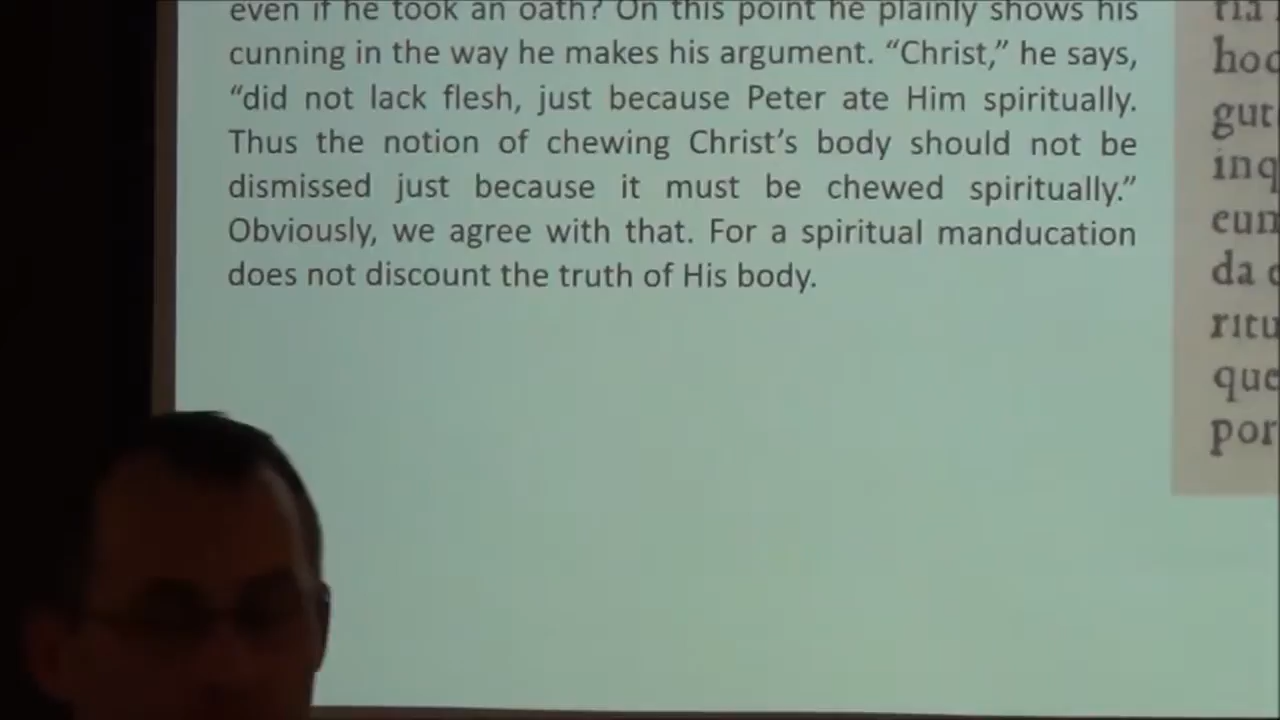 even if he took an oath? On this point he plainly shows his
cunning in the way he makes his argument. “Christ,” he says,
“did not lack flesh, just because Peter ate Him spiritually.
Thus the notion of chewing Christ’s body should not be
dismissed just because it must be chewed spiritually.”
Obviously, we agree with that. For a spiritual manducation
does not discount the truth of His body.
ria
hoc
gut
inq
eun
da
ritu
que
por